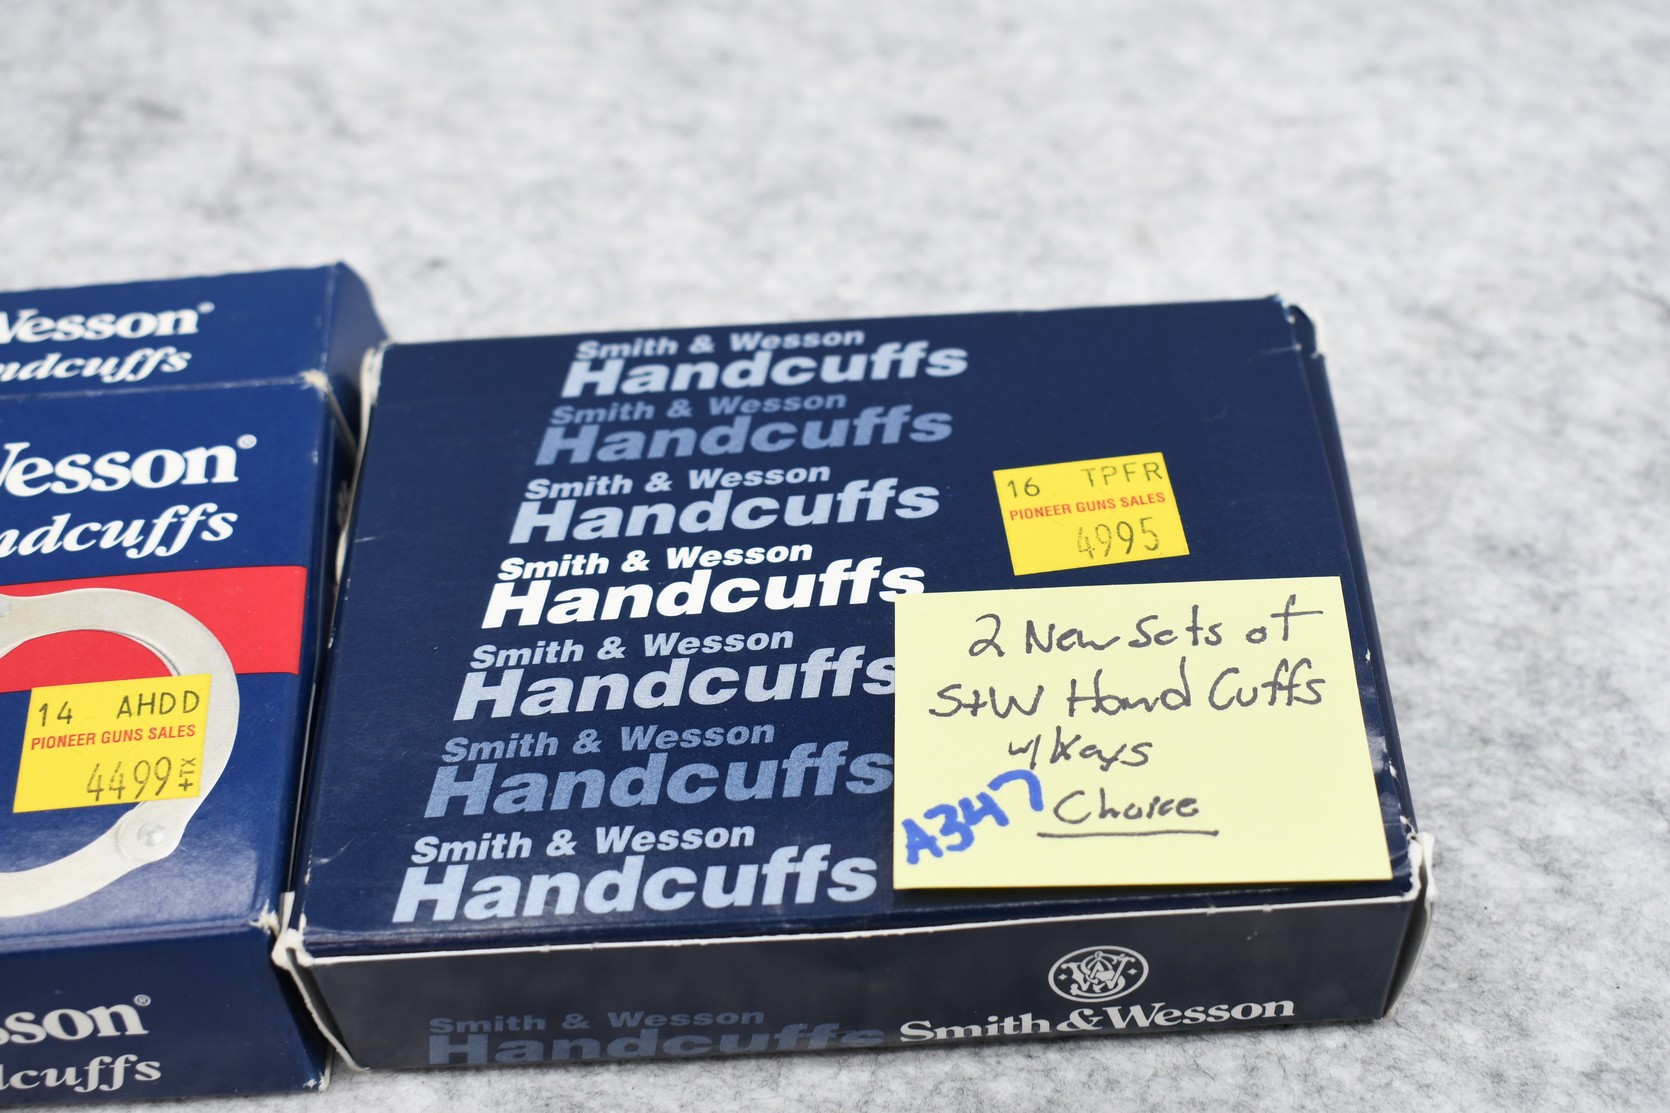 Wesson®
ndcuffs
Wesson®
ndcuffs
14 AHDD
PIONEER GUNS SALES
4499 +TX
sson®
dcuffs
Smith & Wesson
Handcuffs
Smith & Wesson
Handcuffs
Smith & Wesson
Handcuffs
Smith & Wesson
Handcuffs
Smith & Wesson
Handcuffs
Smith & Wesson
Handcuffs
Smith & Wesson
Handcuffs
16 TPFR
PIONEER GUNS SALES
4995
2 New Sets of
S+W Hand Cuffs
w/ Keys
Choice
A347
Smith & Wesson
Handcuffs
SW
Smith & Wesson